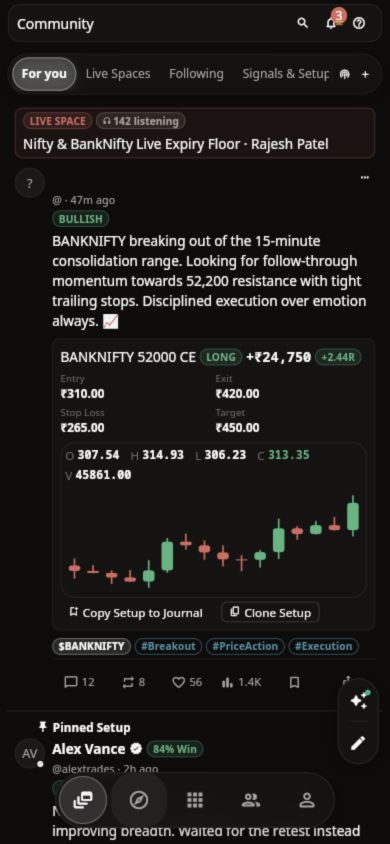 Community
3
For you
Live Spaces
Following
Signals & Setup
LIVE SPACE
142 listening
Nifty & BankNifty Live Expiry Floor · Rajesh Patel
?
@ · 47m ago
BULLISH
BANKNIFTY breaking out of the 15-minute
consolidation range. Looking for follow-through
momentum towards 52,200 resistance with tight
trailing stops. Disciplined execution over emotion
always. 📈
BANKNIFTY 52000 CE LONG +₹24,750 +2.44R
Entry Exit
₹310.00 ₹420.00
Stop Loss Target
₹265.00 ₹450.00
O 307.54 H 314.93 L 306.23 C 313.35
V 45861.00
Copy Setup to Journal Clone Setup
$BANKNIFTY #Breakout #PriceAction #Execution
12 8 56 1.4K
Pinned Setup
AV
Alex Vance 84% Win
@alextrades · 2h ago
improving breadth. Waited for the retest instead